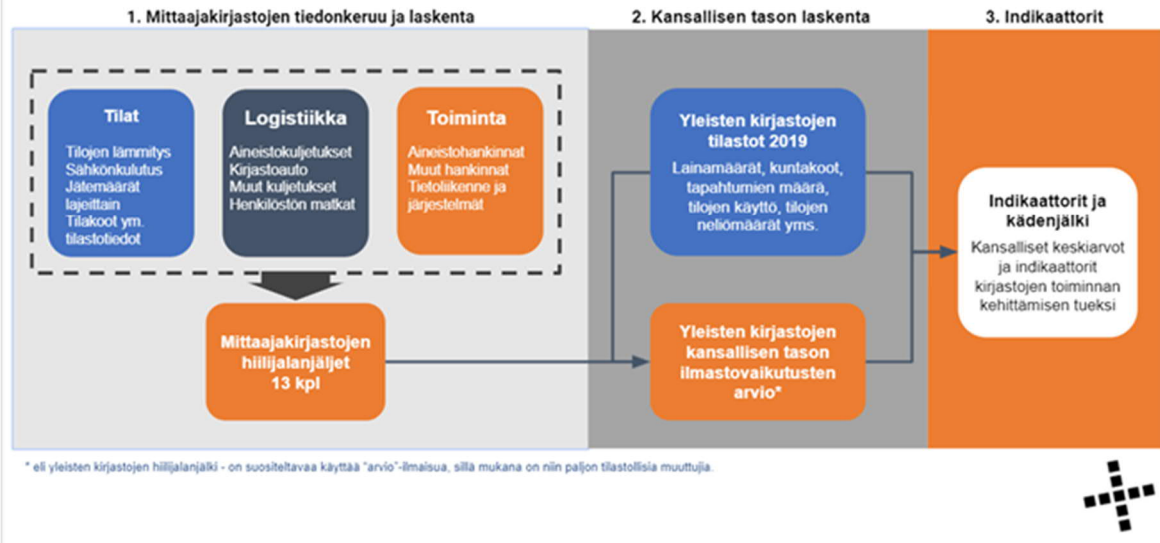 1. Mittaajakirjastojen tiedonkeruu ja laskenta
2. Kansallisen tason laskenta
3. Indikaattorit
Tilat
Tilojen lämmitys
Sähkönkulutus
Jätemäärät
lajeittain
Tilakoot ym.
tilastotiedot
Logistiikka
Aineistokuljetukset
Kirjastoauto
Muut kuljetukset
Henkilöstön matkat
Toiminta
Aineistohankinnat
Muut hankinnat
Tietoliikenne ja
järjestelmät
Mittaajakirjastojen
hiilijalanjäljet
13 kpl
Yleisten kirjastojen
tilastot 2019
Lainamäärät, kuntakoot,
tapahtumien määrä,
tilojen käyttö, tilojen
neliömäärät yms.
Yleisten kirjastojen
kansallisen tason
ilmastovaikutusten
arvio*
Indikaattorit ja
kädenjälki
Kansalliset keskiarvot
ja indikaattorit
kirjastojen toiminnan
kehittämisen tueksi
* eli yleisten kirjastojen hiilijalanjälki - on suositeltavaa käyttää "arvio"-ilmaisua, sillä mukana on niin paljon tilastollisia muuttujia.